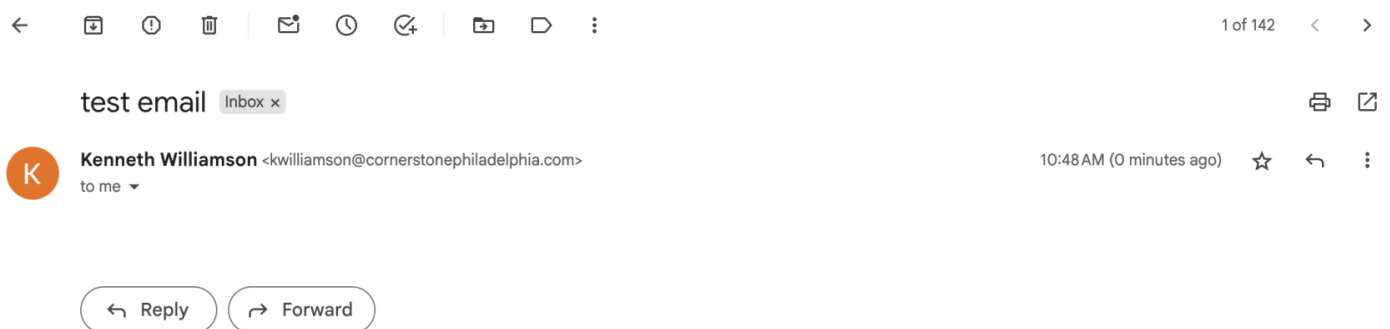 1 of 142
test email Inbox ×
Kenneth Williamson <kwilliamson@cornerstonephiladelphia.com> 10:48 AM (0 minutes ago)
K
to me
Reply Forward